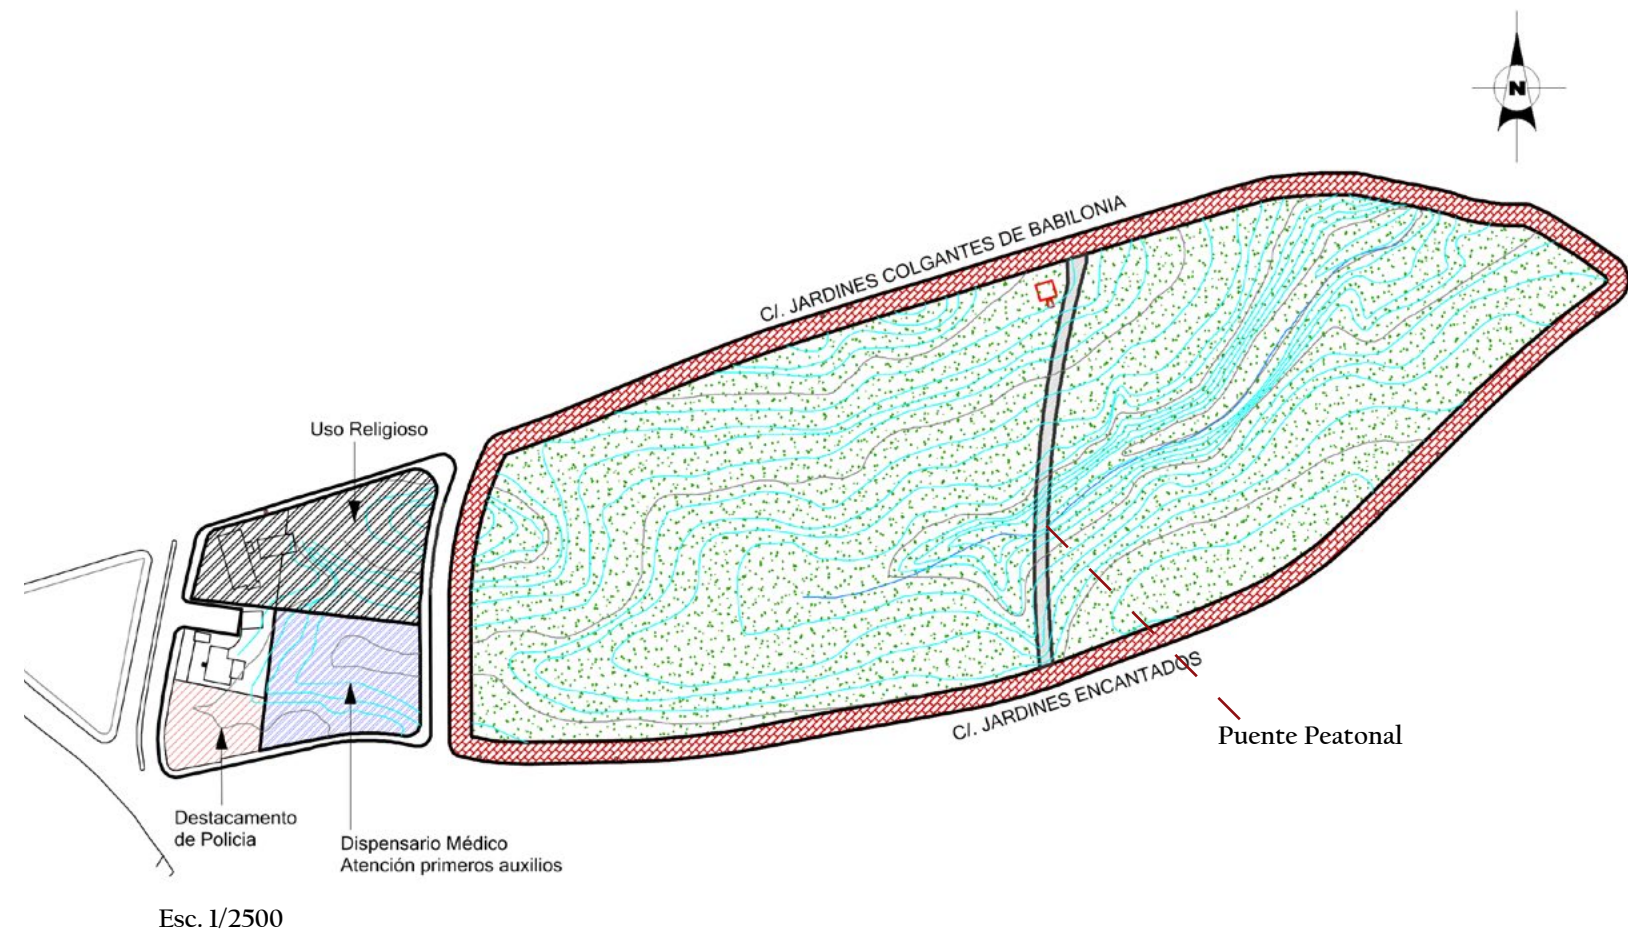 N
C/. JARDINES COLGANTES DE BABILONIA
Uso Religioso
C/. JARDINES ENCANTADOS
Puente Peatonal
Destacamento
de Policia
Dispensario Médico
Atención primeros auxilios
Esc. 1/2500